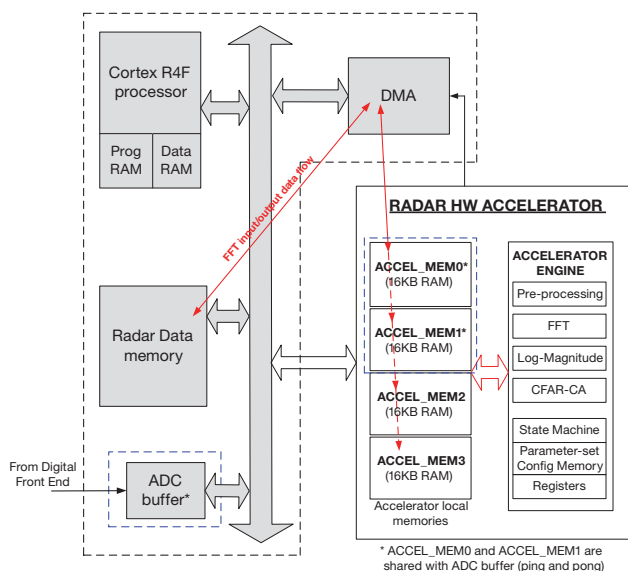 Cortex R4F
processor
Prog
RAM
Data
RAM
DMA
FFT input/output data flow
Radar Data
memory
From Digital
Front End
ADC
buffer*
RADAR HW ACCELERATOR
ACCEL_MEM0*
(16KB RAM)
ACCEL_MEM1*
(16KB RAM)
ACCEL_MEM2
(16KB RAM)
ACCEL_MEM3
(16KB RAM)
Accelerator local
memories
ACCELERATOR
ENGINE
Pre-processing
FFT
Log-Magnitude
CFAR-CA
State Machine
Parameter-set
Config Memory
Registers
* ACCEL_MEM0 and ACCEL_MEM1 are
shared with ADC buffer (ping and pong)